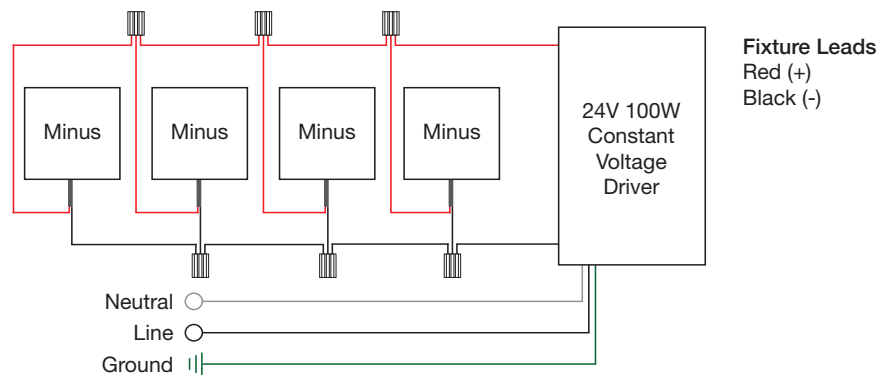 Minus
Minus
Minus
Minus
24V 100W
Constant
Voltage
Driver
Fixture Leads
Red (+)
Black (-)
Neutral
Line
Ground